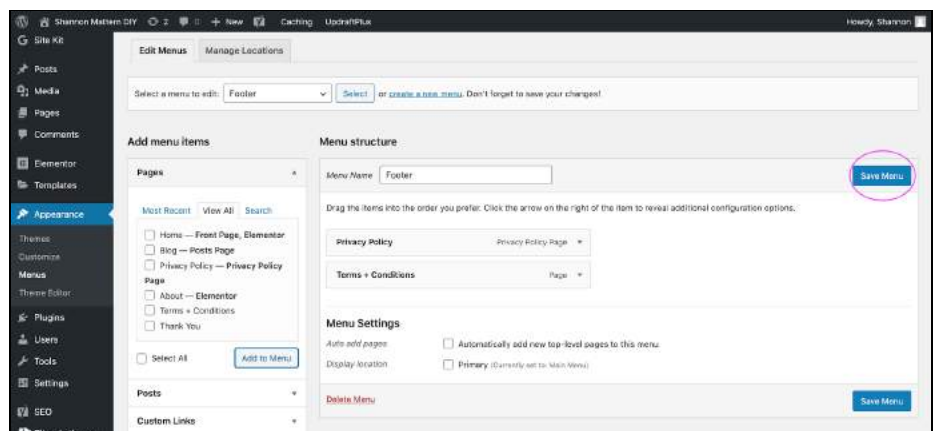 Shannon Mattern DIY 2 0 + New Caching UpdraftPlus Howdy, Shannon
Site Kit
Posts
Media
Pages
Comments
Elementor
Templates
Appearance
Themes
Customize
Menus
Theme Editor
Plugins
Users
Tools
Settings
SEO
Edit Menus Manage Locations
Select a menu to edit: Footer Select or create a new menu. Don't forget to save your changes!
Add menu items
Pages
Most Recent View All Search
Home — Front Page, Elementor
Blog — Posts Page
Privacy Policy — Privacy Policy
Page
About — Elementor
Terms + Conditions
Thank You
Select All Add to Menu
Posts
Custom Links
Menu structure
Menu Name Footer Save Menu
Drag the items into the order you prefer. Click the arrow on the right of the item to reveal additional configuration options.
Privacy Policy Privacy Policy Page
Terms + Conditions Page
Menu Settings
Auto add pages Automatically add new top-level pages to this menu
Display location Primary (Currently set to: Main Menu)
Delete Menu Save Menu